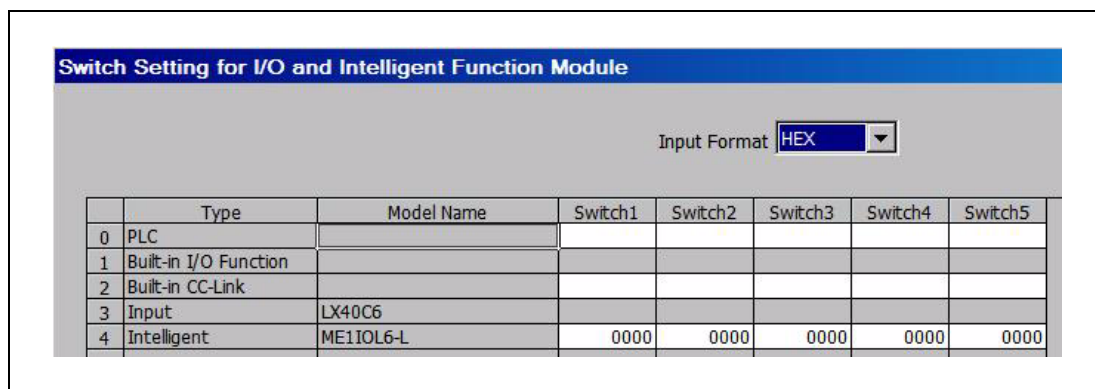 Switch Setting for I/O and Intelligent Function Module
Input Format HEX
Type Model Name Switch1 Switch2 Switch3 Switch4 Switch5
0 PLC
1 Built-in I/O Function
2 Built-in CC-Link
3 Input LX40C6
4 Intelligent ME1IOL6-L 0000 0000 0000 0000 0000